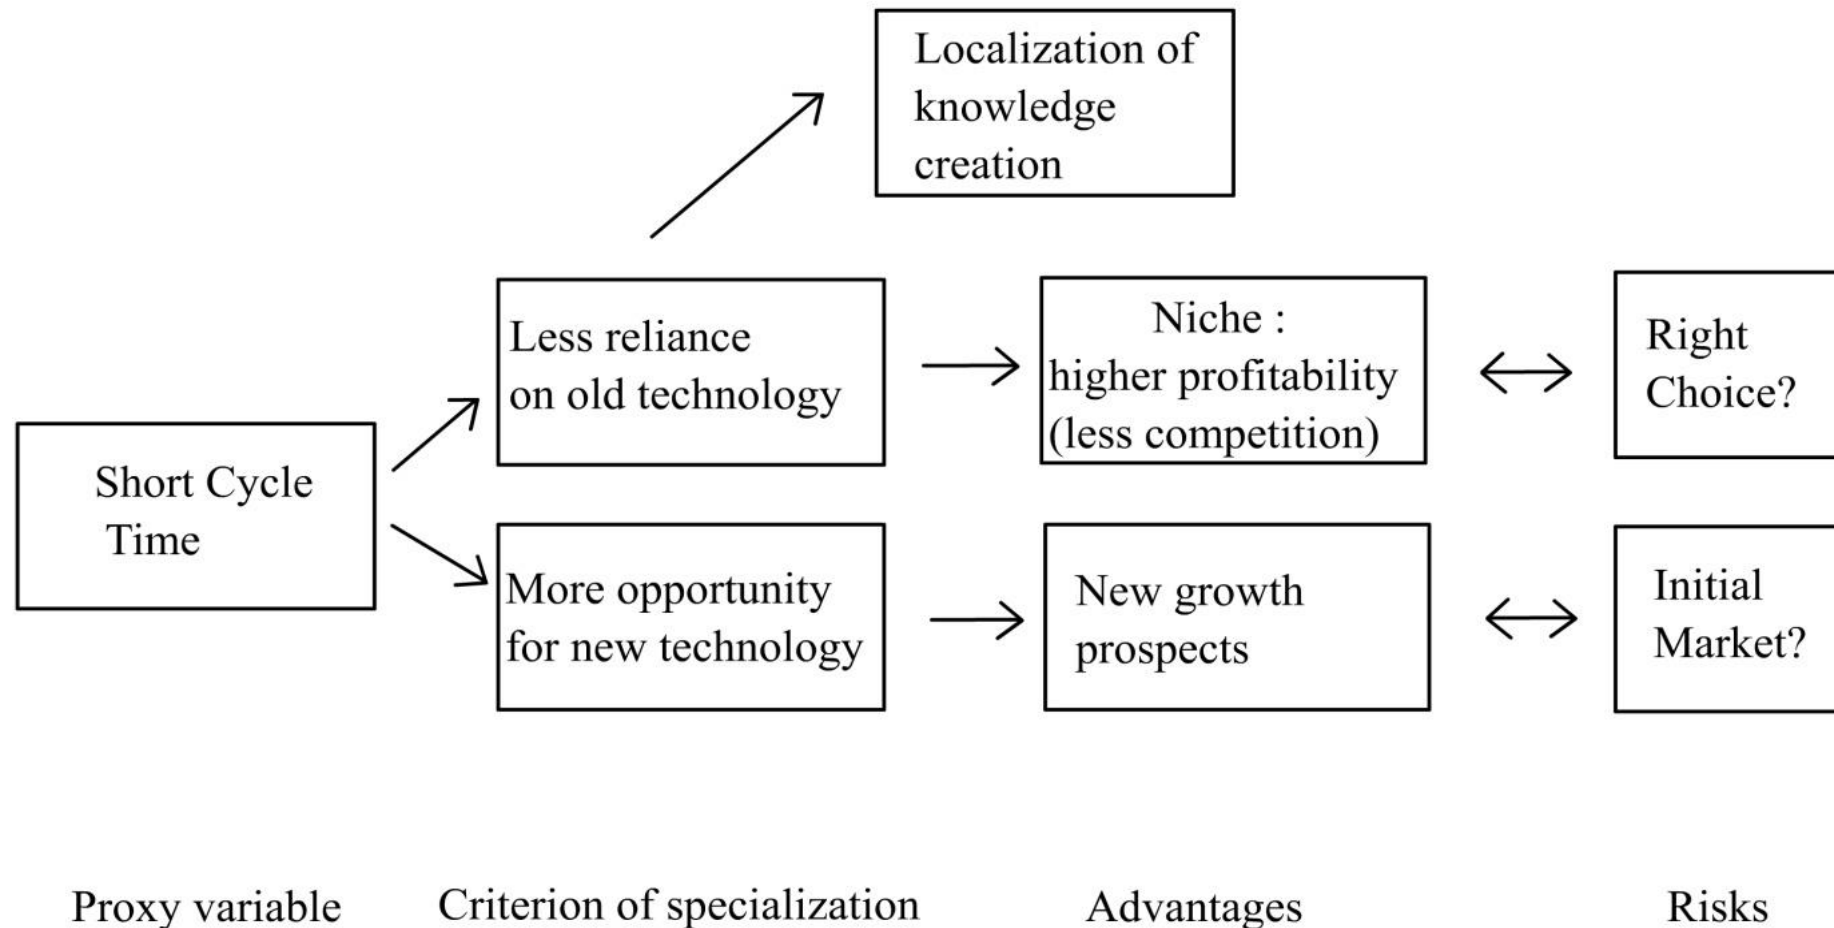 Localization of
knowledge
creation
Less reliance
on old technology
Niche :
higher profitability
(less competition)
Right
Choice?
Short Cycle
Time
More opportunity
for new technology
New growth
prospects
Initial
Market?
Proxy variable
Criterion of specialization
Advantages
Risks